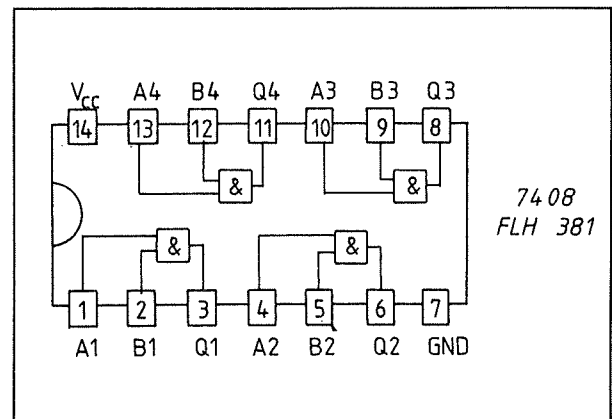 VCC A4 B4 Q4 A3 B3 Q3
14 13 12 11 10 9 8
& &
7408
FLH 381
& &
1 2 3 4 5 6 7
A1 B1 Q1 A2 B2 Q2 GND